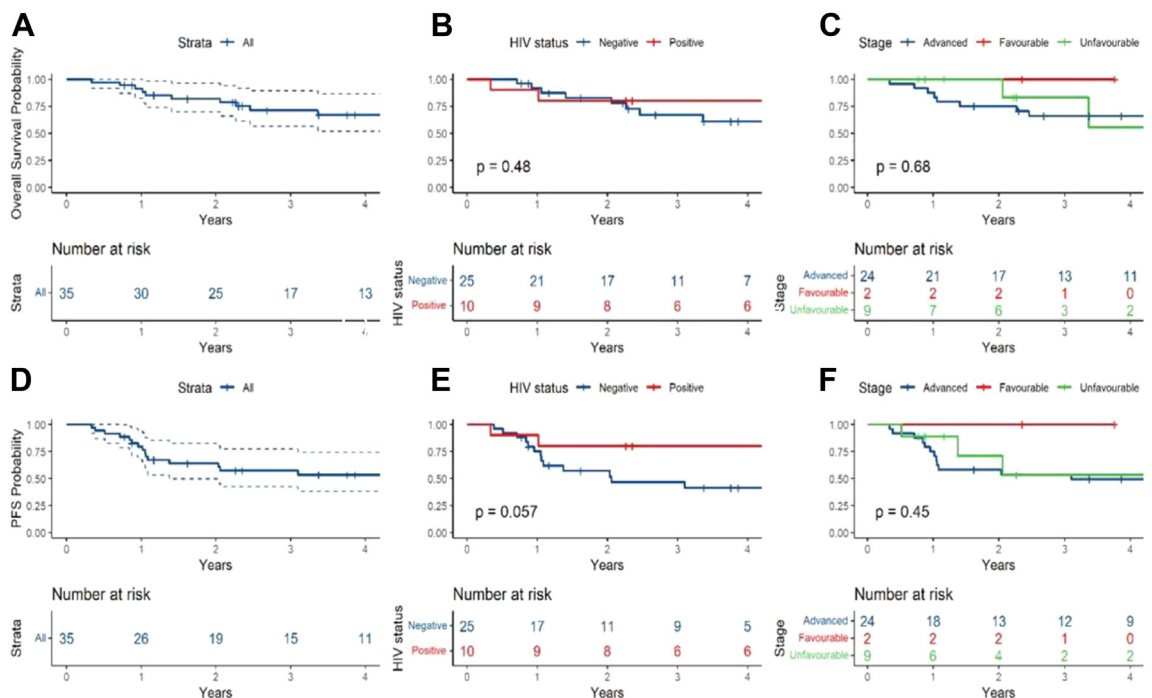 A
Strata All
Overall Survival Probability
1.00
0.75
0.50
0.25
0.00
0 1 2 3 4
Years
Number at risk
Strata
All 35 30 25 17 13
0 1 2 3 4
Years
B
HIV status Negative Positive
1.00
0.75
0.50
0.25
0.00
p = 0.48
0 1 2 3 4
Years
Number at risk
HIV status
Negative 25 21 17 11 7
Positive 10 9 8 6 6
0 1 2 3 4
Years
C
Stage Advanced Favourable Unfavourable
1.00
0.75
0.50
0.25
0.00
p = 0.68
0 1 2 3 4
Years
Number at risk
Stage
Advanced 24 21 17 13 11
Favourable 2 2 2 1 0
Unfavourable 9 7 6 3 2
0 1 2 3 4
Years
D
Strata All
PFS Probability
1.00
0.75
0.50
0.25
0.00
0 1 2 3 4
Years
Number at risk
Strata
All 35 26 19 15 11
0 1 2 3 4
Years
E
HIV status Negative Positive
1.00
0.75
0.50
0.25
0.00
p = 0.057
0 1 2 3 4
Years
Number at risk
HIV status
Negative 25 17 11 9 5
Positive 10 9 8 6 6
0 1 2 3 4
Years
F
Stage Advanced Favourable Unfavourable
1.00
0.75
0.50
0.25
0.00
p = 0.45
0 1 2 3 4
Years
Number at risk
Stage
Advanced 24 18 13 12 9
Favourable 2 2 2 1 0
Unfavourable 9 6 4 2 2
0 1 2 3 4
Years